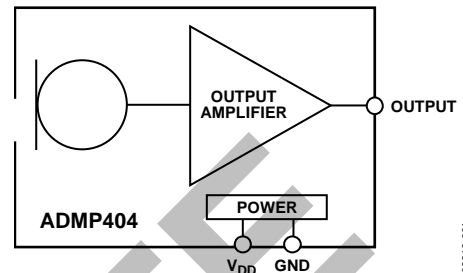 OUTPUT
AMPLIFIER
OUTPUT
POWER
ADMP404
VDD
GND